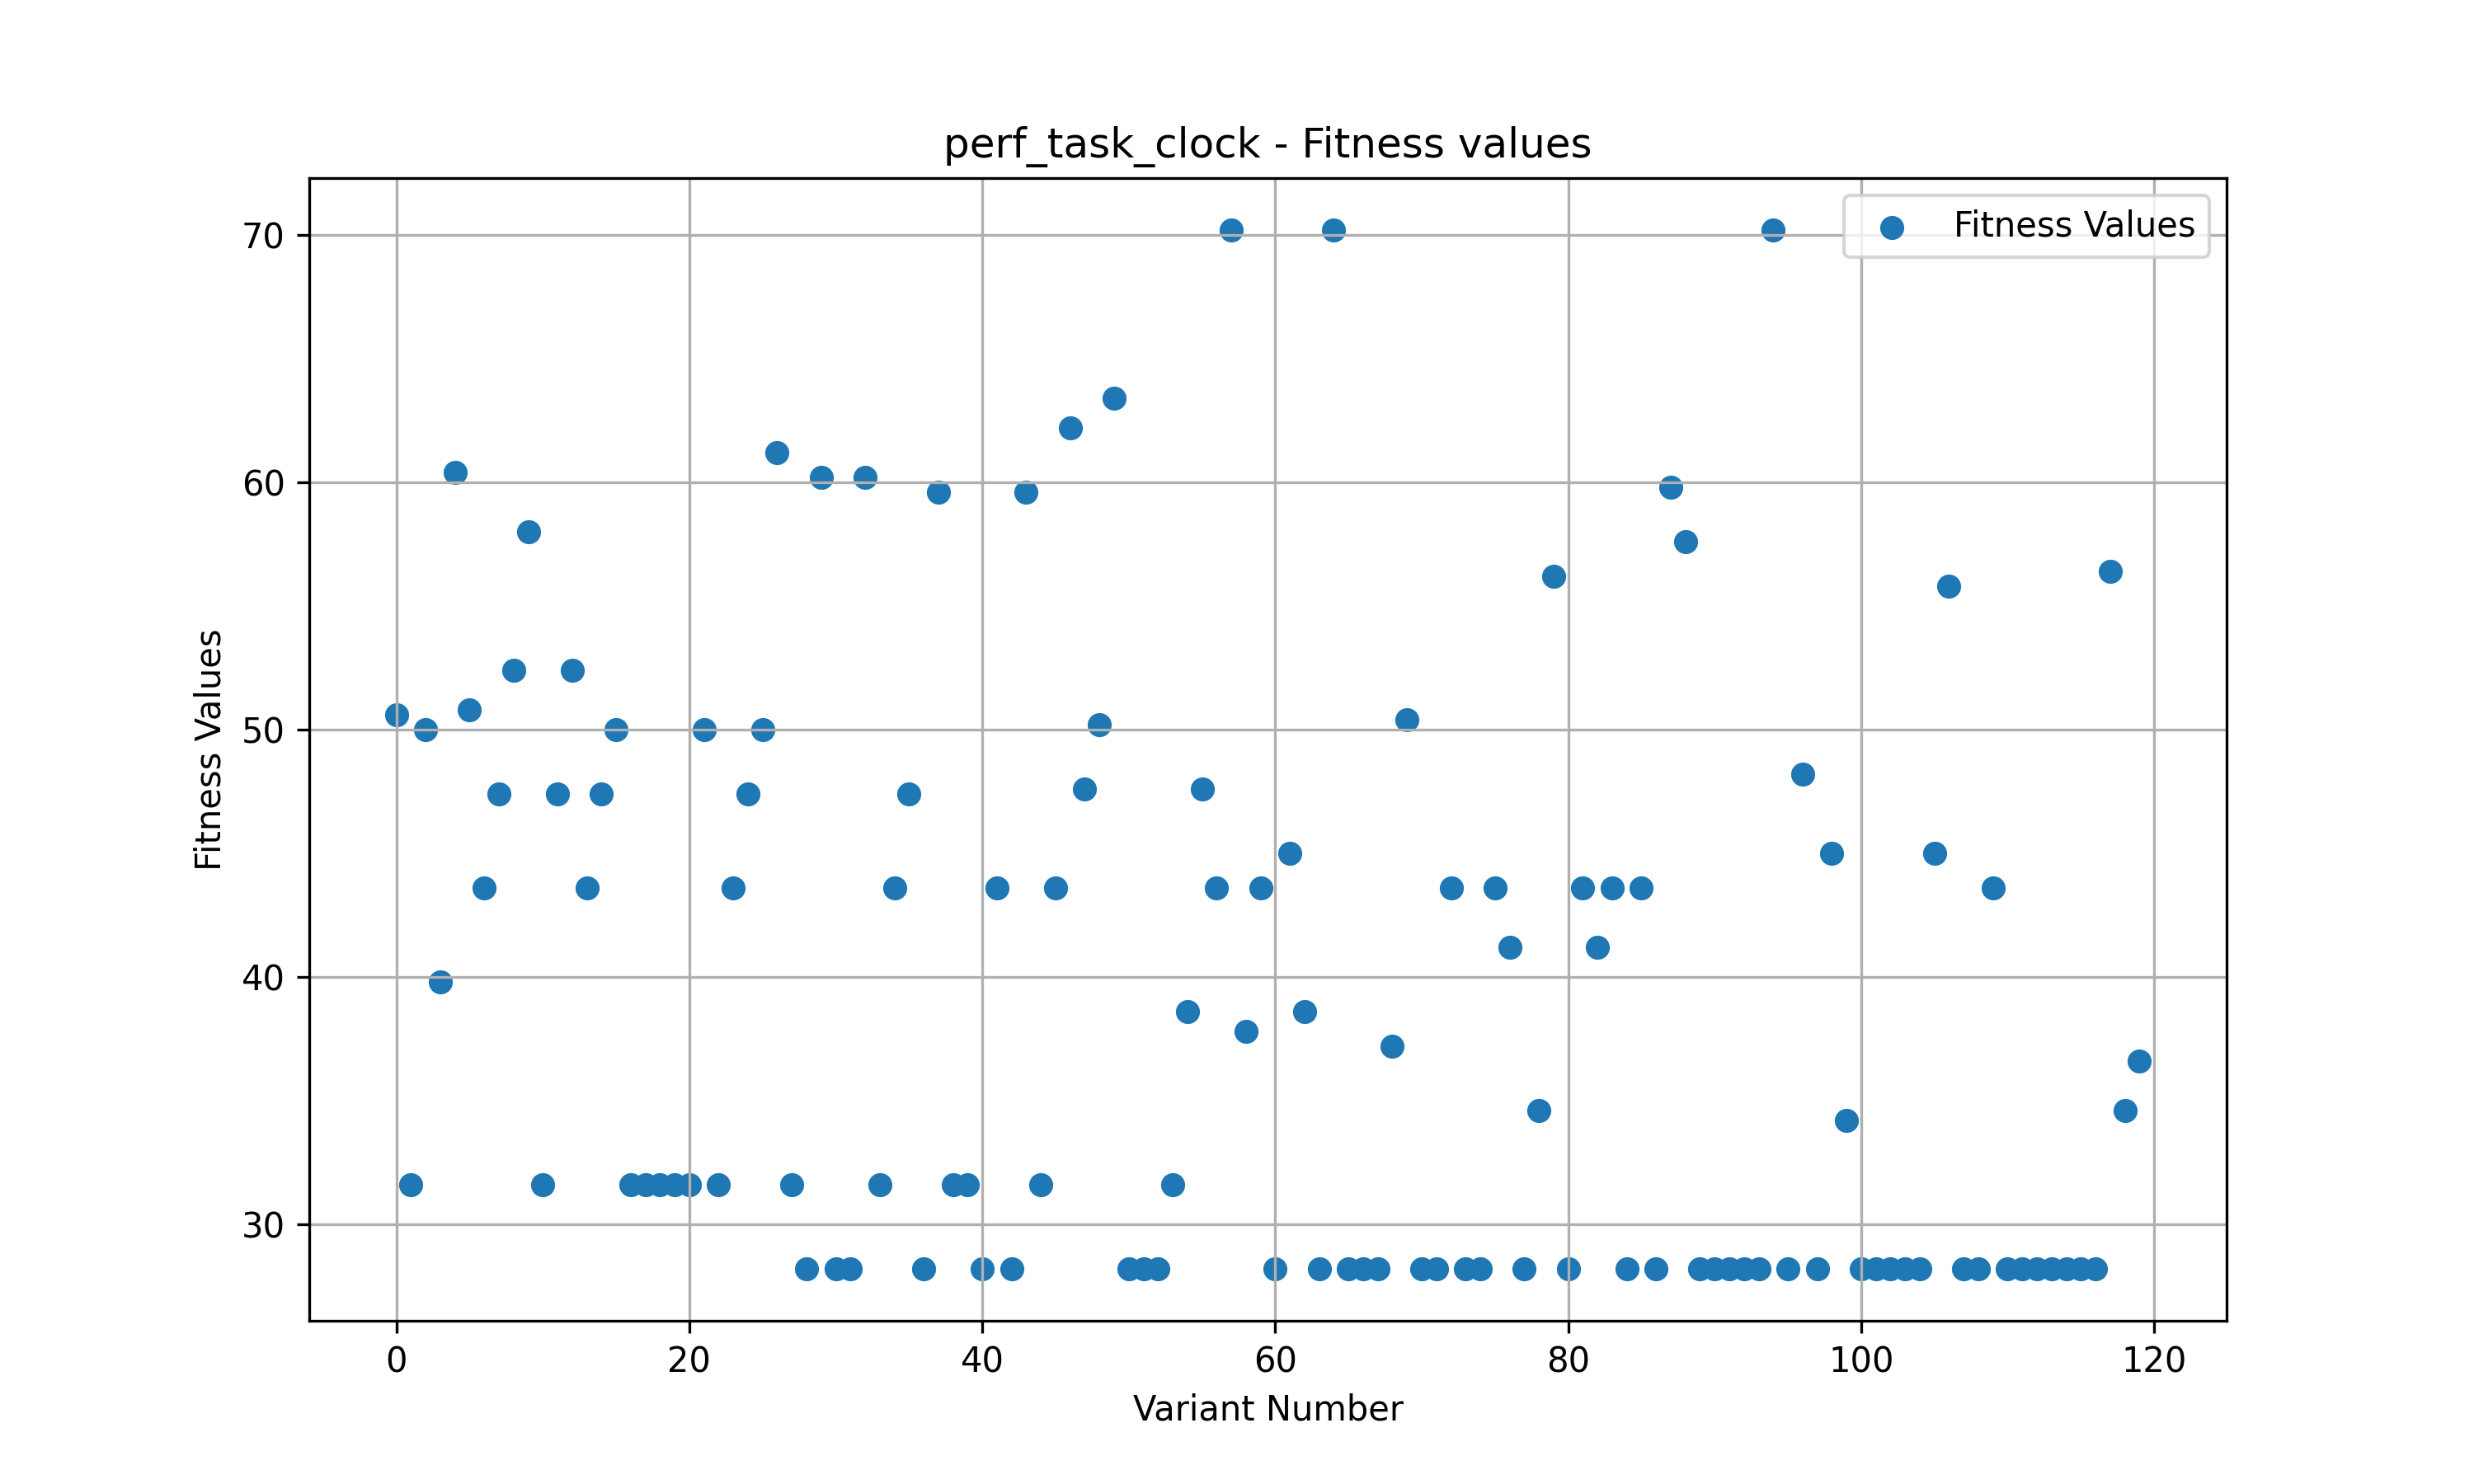 perf_task_clock - Fitness values
Fitness Values
70
60
50
40
30
Fitness Values
0 20 40 60 80 100 120
Variant Number